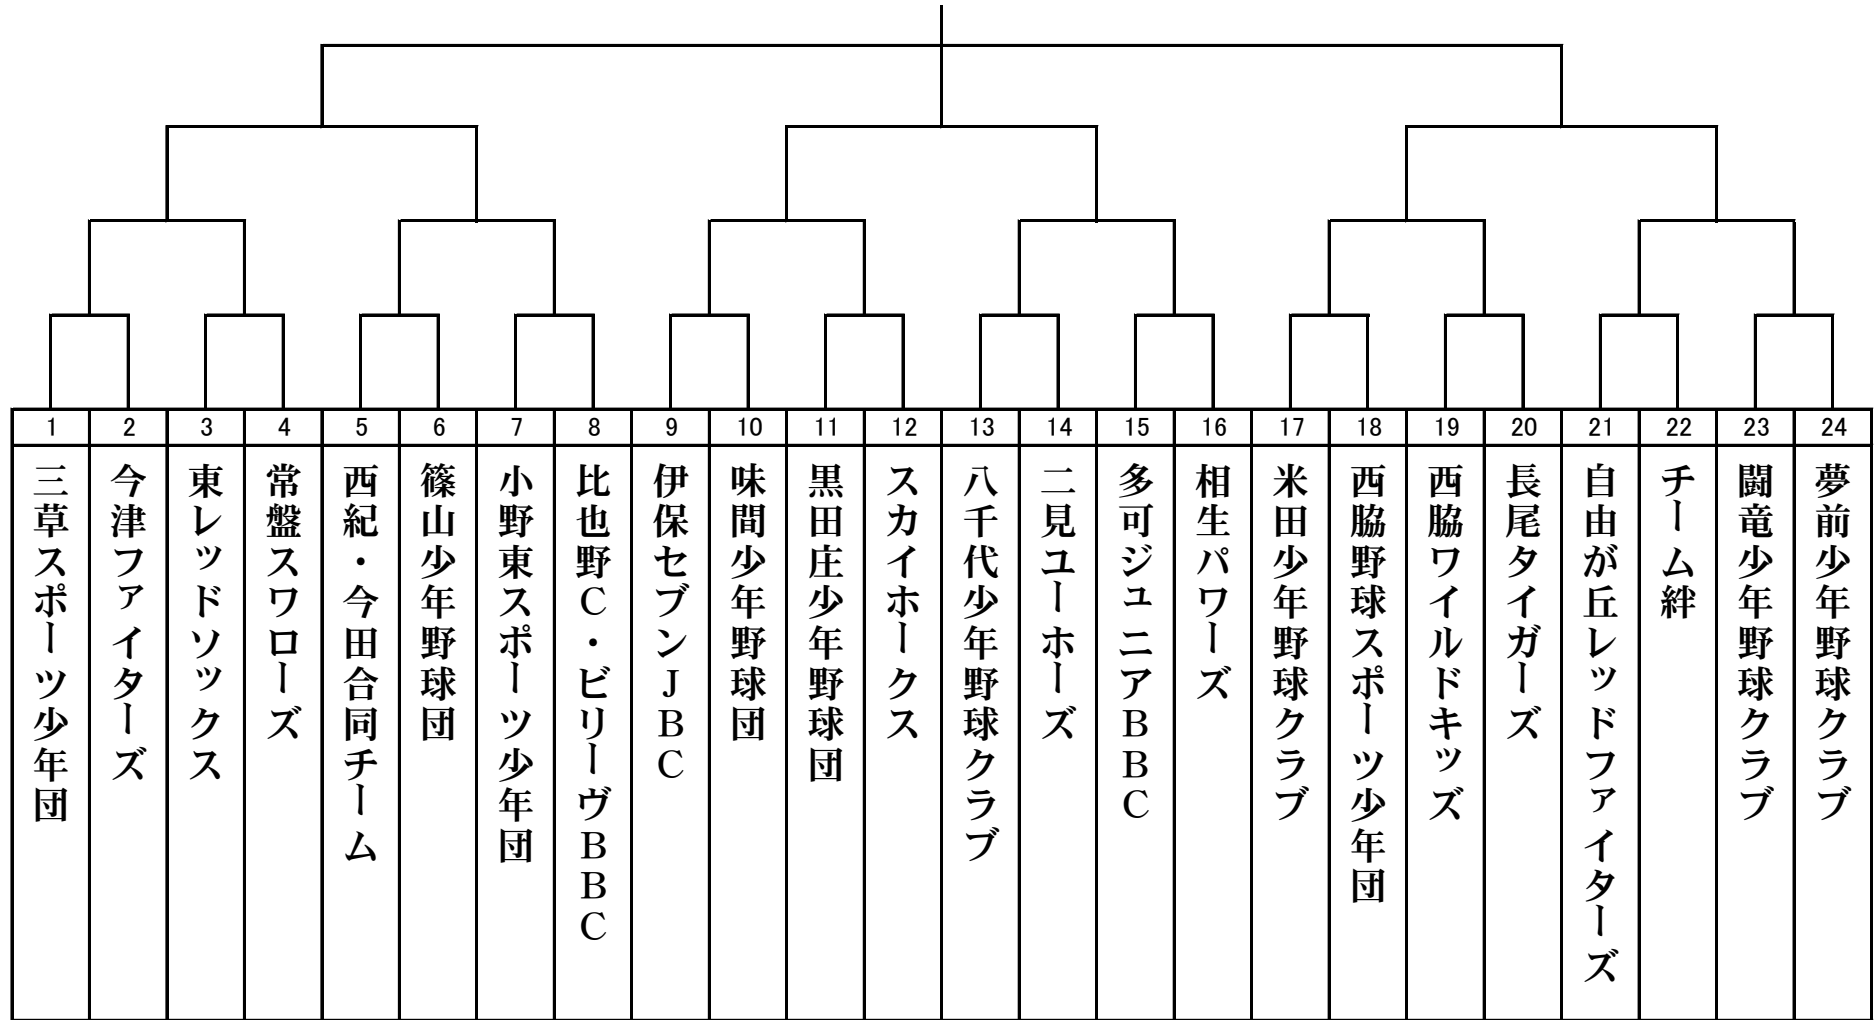 1
2
3
4
5
6
7
8
9
10
11
12
13
14
15
16
17
18
19
20
21
22
23
24
三草スポーツ少年団
今津ファイターズ
東レッドソックス
常盤スワローズ
西紀・今田合同チーム
篠山少年野球団
小野東スポーツ少年団
比也野C・ビリーヴBBC
伊保セブンJBC
味間少年野球団
黒田庄少年野球団
スカイホークス
八千代少年野球クラブ
二見ユーホーズ
多可ジュニアBBC
相生パワーズ
米田少年野球クラブ
西脇野球スポーツ少年団
西脇ワイルドキッズ
長尾タイガーズ
自由が丘レッドファイターズ
チーム絆
闘竜少年野球クラブ
夢前少年野球クラブ